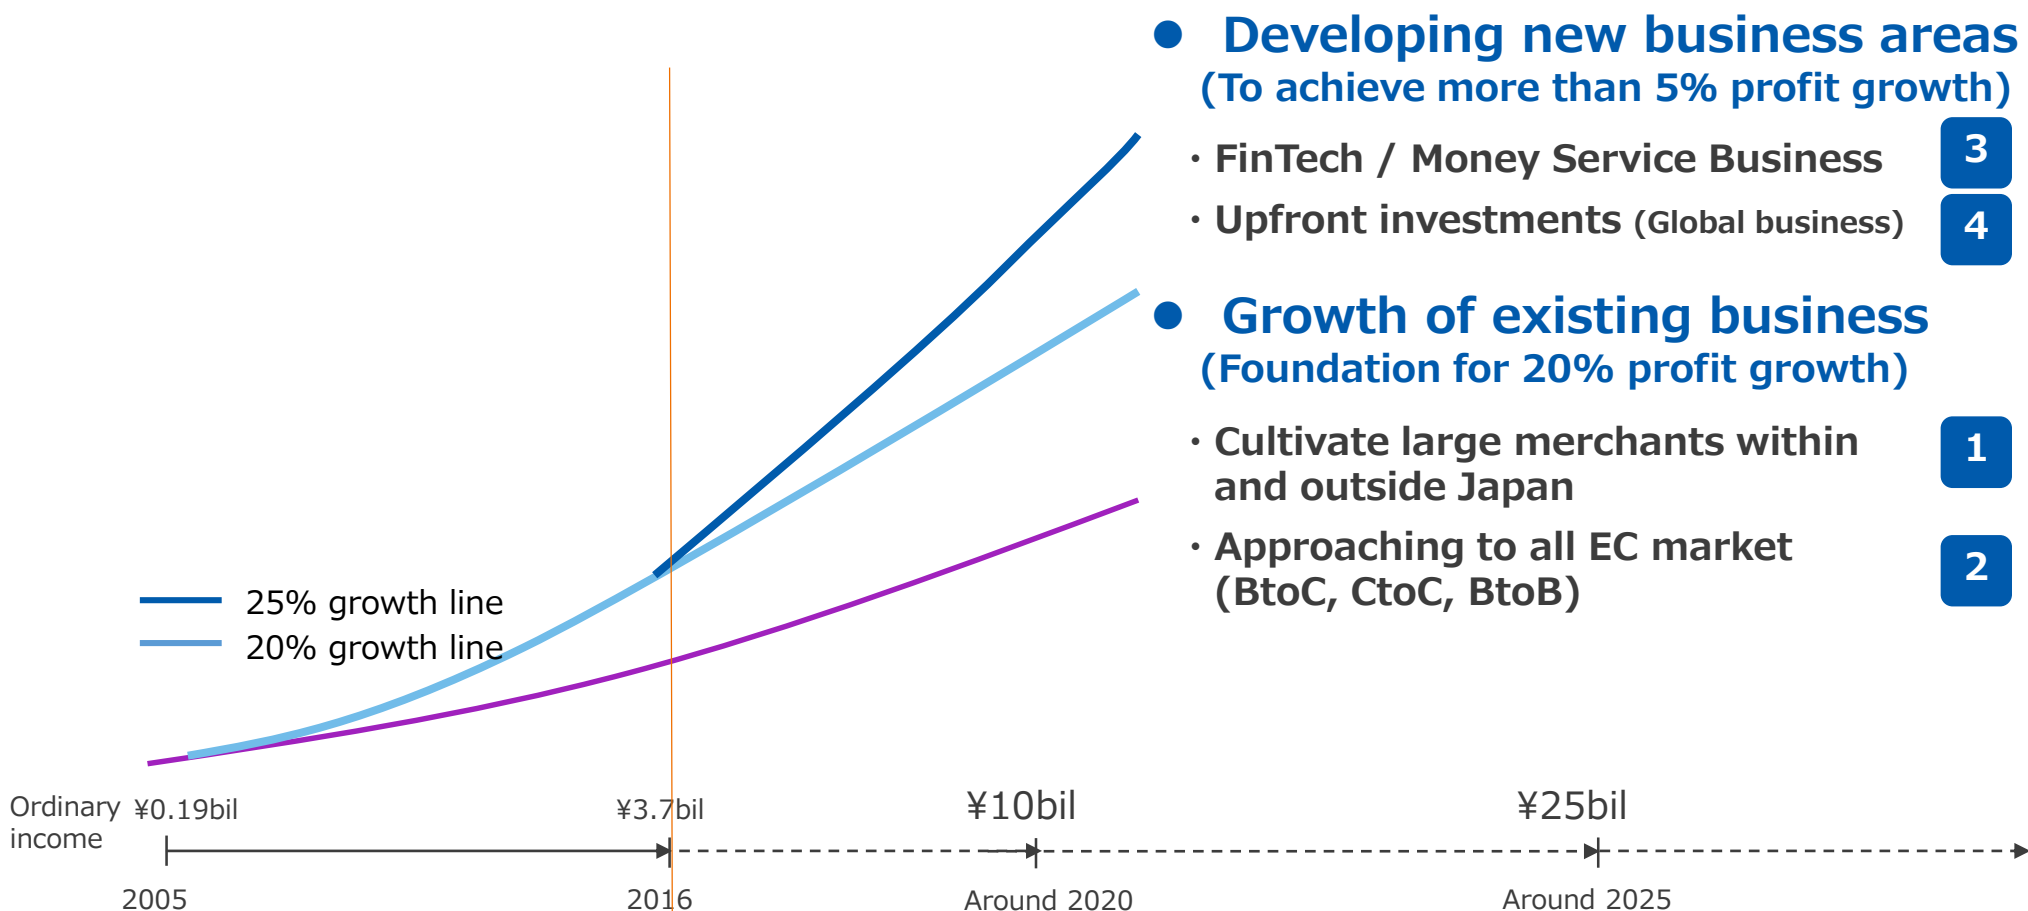 ● Developing new business areas
(To achieve more than 5% profit growth)
・FinTech / Money Service Business
3
・Upfront investments (Global business)
4
● Growth of existing business
(Foundation for 20% profit growth)
・Cultivate large merchants within
and outside Japan
1
・Approaching to all EC market
(BtoC, CtoC, BtoB)
2
25% growth line
20% growth line
Ordinary
income
¥0.19bil
¥3.7bil
¥10bil
¥25bil
2005
2016
Around 2020
Around 2025